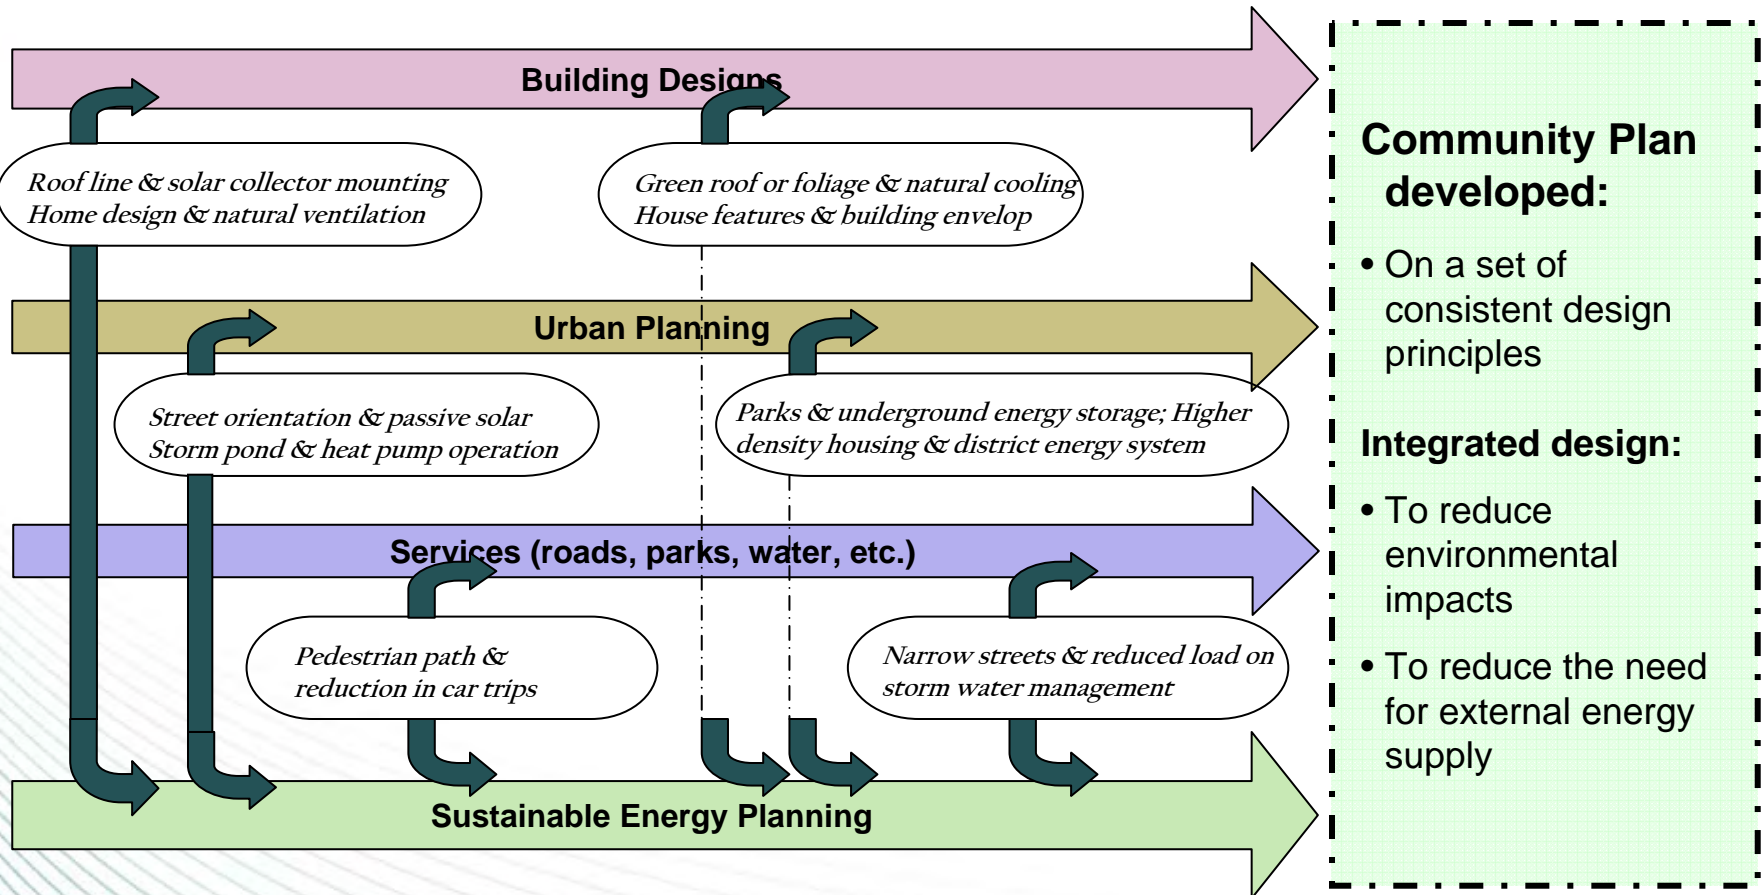 Building Designs
Roof line & solar collector mounting
Home design & natural ventilation
Green roof or foliage & natural cooling
House features & building envelop
Urban Planning
Street orientation & passive solar
Storm pond & heat pump operation
Parks & underground energy storage; Higher
density housing & district energy system
Services (roads, parks, water, etc.)
Pedestrian path &
reduction in car trips
Narrow streets & reduced load on
storm water management
Sustainable Energy Planning
Community Plan
developed:
• On a set of
consistent design
principles
Integrated design:
• To reduce
environmental
impacts
• To reduce the need
for external energy
supply